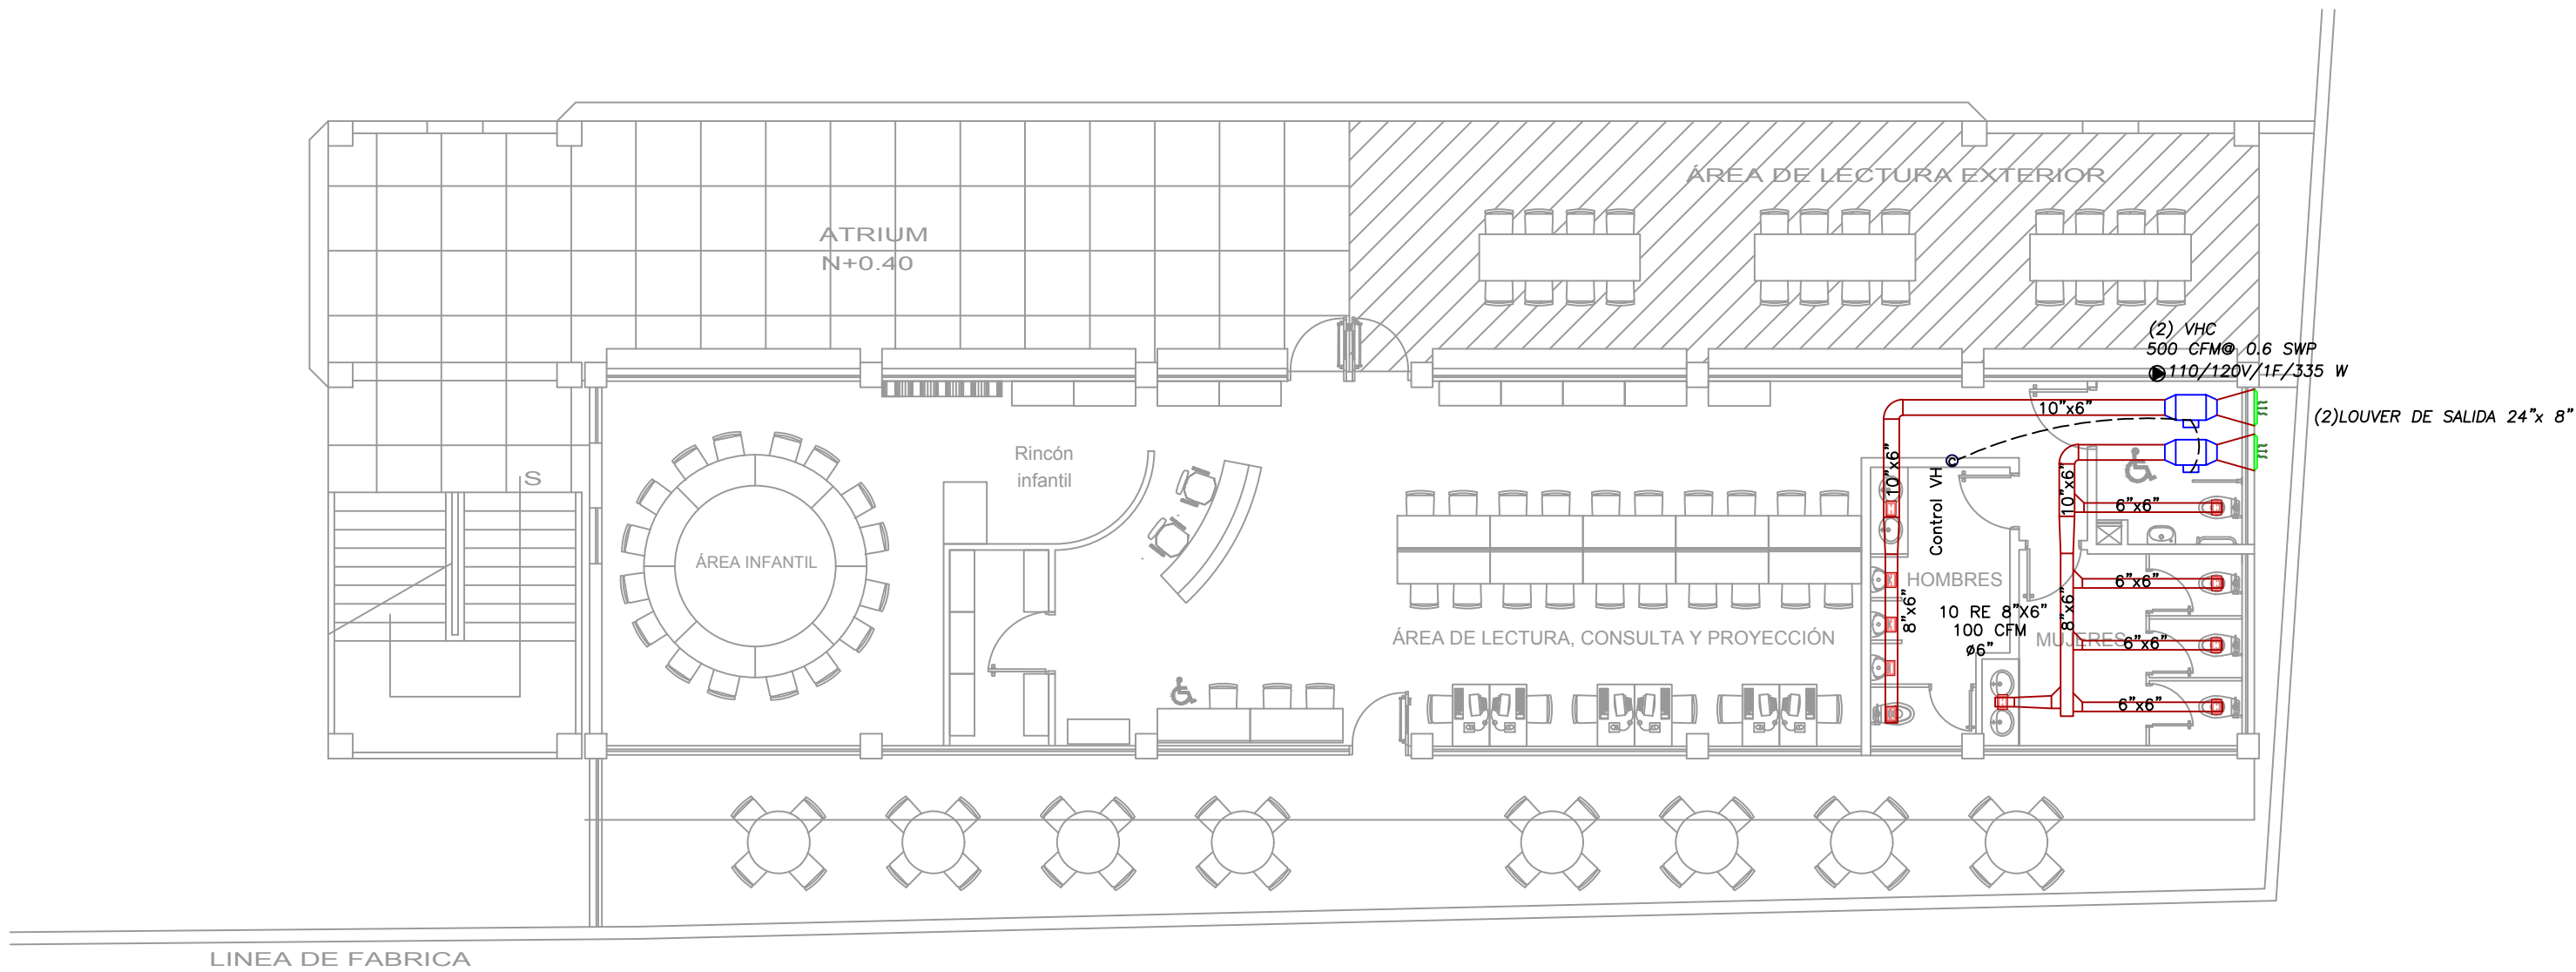 ÁREA DE LECTURA EXTERIOR
ATRIUM
N+0.40
(2) VHC
500 CFM@ 0.6 SWP
110/120V/1F/335 W
(2)LOUVER DE SALIDA 24"x 8"
10"x6"
Rincón
infantil
S
10"x6"
C
Control VH
10"x6"
6"x6"
ÁREA INFANTIL
HOMBRES
6"x6"
8"x6"
10 RE 8"X6"
100 CFM
ø6"
8"x6"
ÁREA DE LECTURA, CONSULTA Y PROYECCIÓN
MUJERES
6"x6"
6"x6"
LINEA DE FABRICA